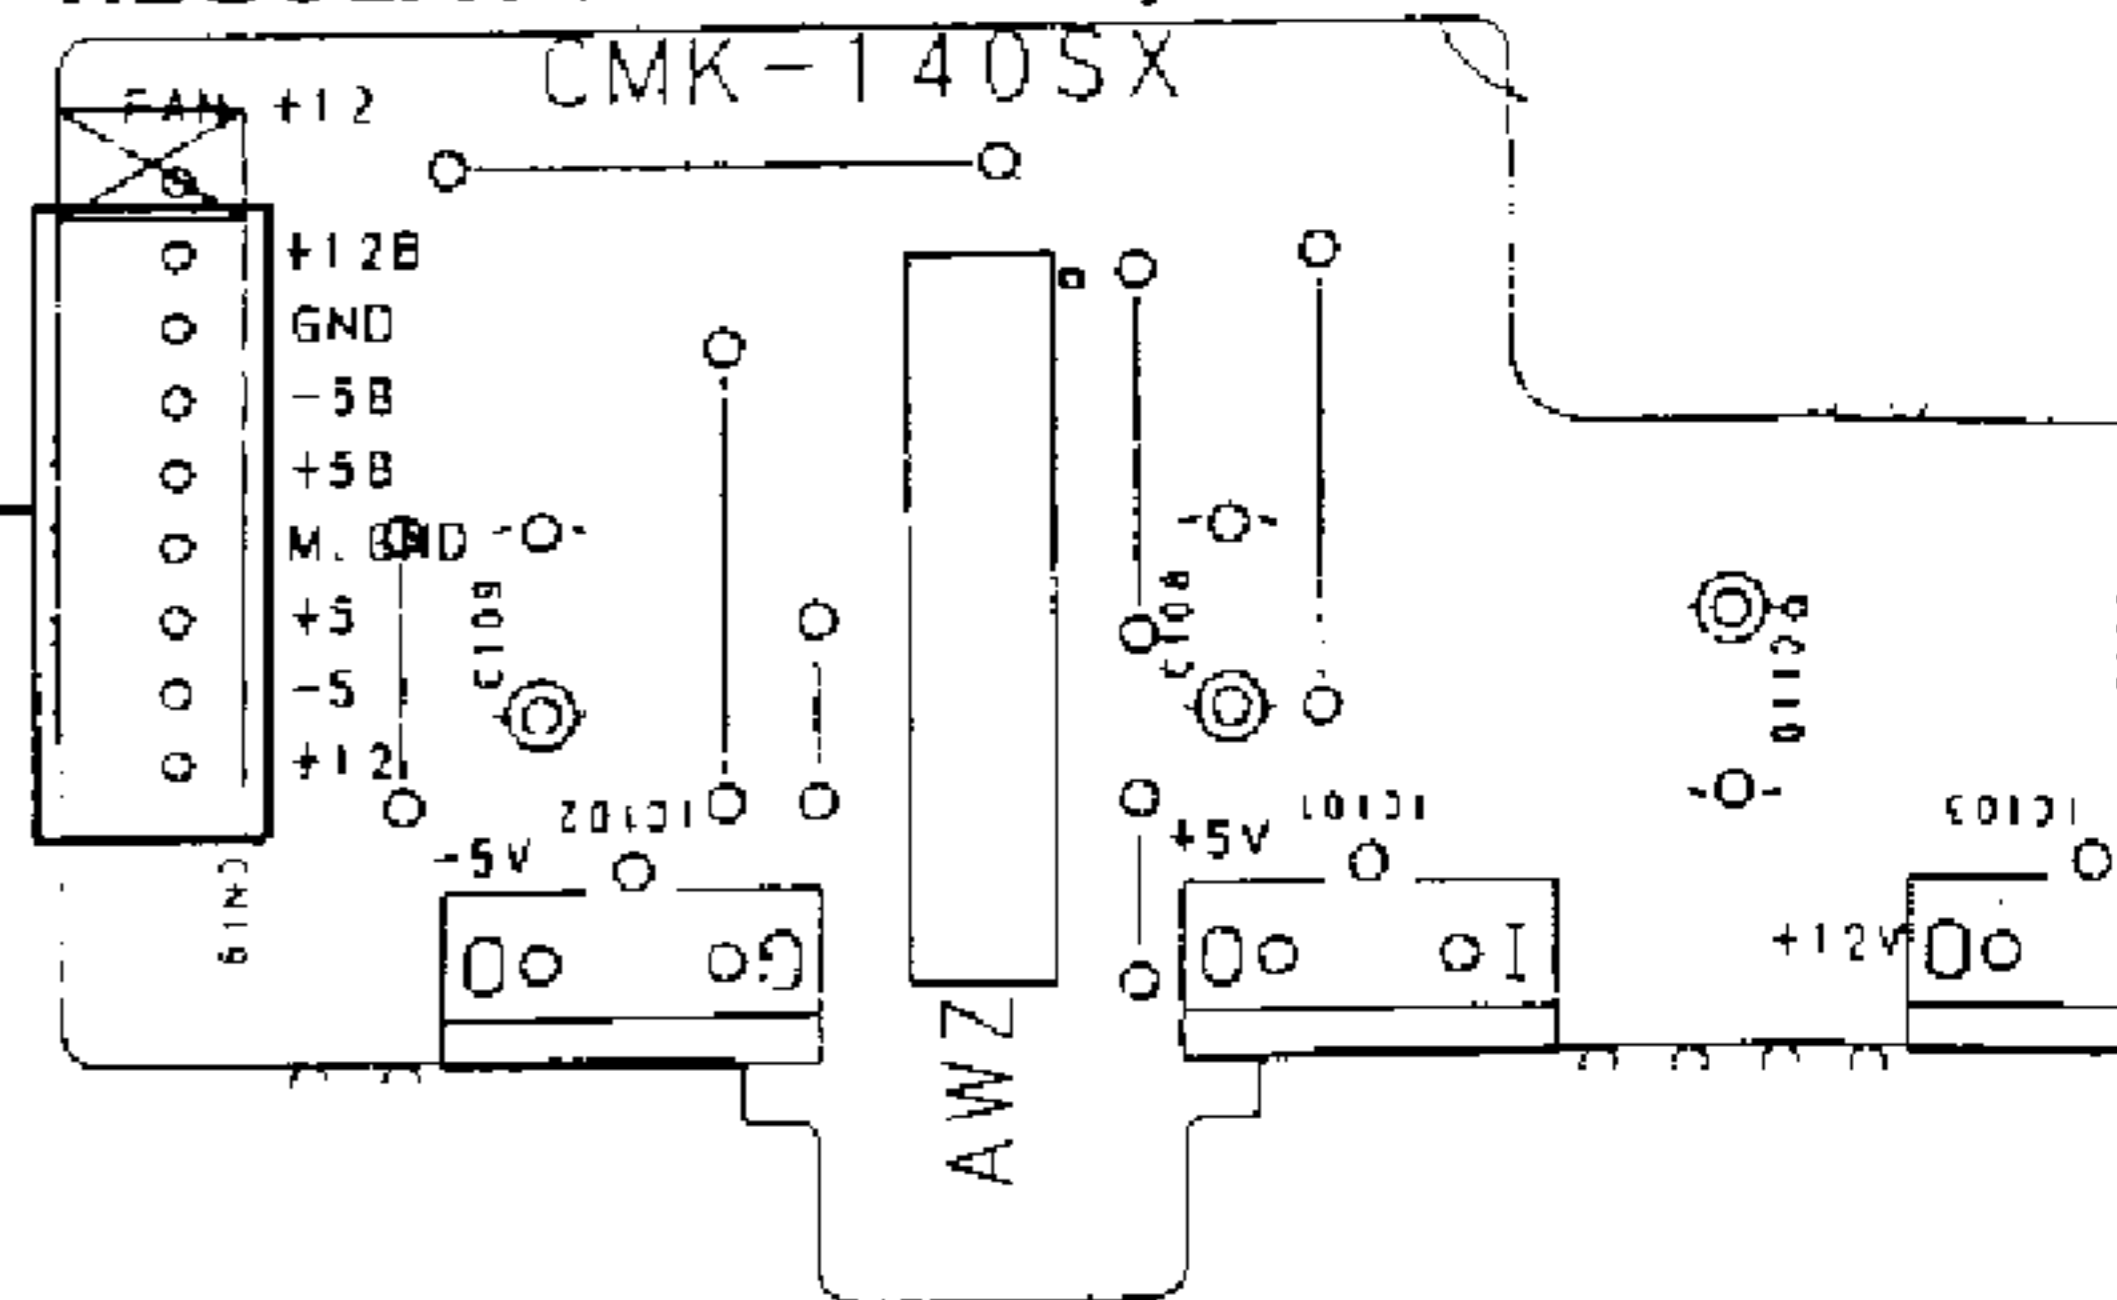 CMK-140SX
FAN +12
+12B
GND
-5B
+5B
M. GND
+5
-5
+12
CN19
C109
C108
C110
IC102
-5V
IC101
+5V
IC103
+12V
O
G
O
I
O
AWZ